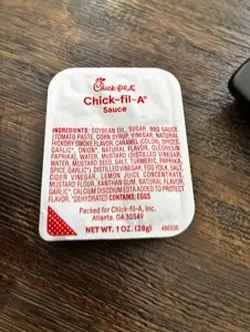 Chick-fil-A
Chick-fil-A®
Sauce
INGREDIENTS: SOYBEAN OIL, SUGAR, BBQ SAUCE
(TOMATO PASTE, CORN SYRUP, VINEGAR, NATURAL
HICKORY SMOKE FLAVOR, CARAMEL COLOR, SPICES,
GARLIC*, ONION*, NATURAL FLAVOR, OLEORESIN
PAPRIKA), WATER, MUSTARD (DISTILLED VINEGAR,
WATER, MUSTARD SEED, SALT, TURMERIC, PAPRIKA,
SPICE, GARLIC*), DISTILLED VINEGAR, EGG YOLK,
CIDER VINEGAR, LEMON JUICE CONCENTRATE,
MUSTARD FLOUR, XANTHAN GUM, NATURAL FLAVOR,
GARLIC*, CALCIUM DISODIUM EDTA ADDED TO PROTECT
FLAVOR. *DEHYDRATED CONTAINS: EGGS
Packed for Chick-fil-A, Inc.
Atlanta, GA 30349
NET WT. 1 OZ. (28g)